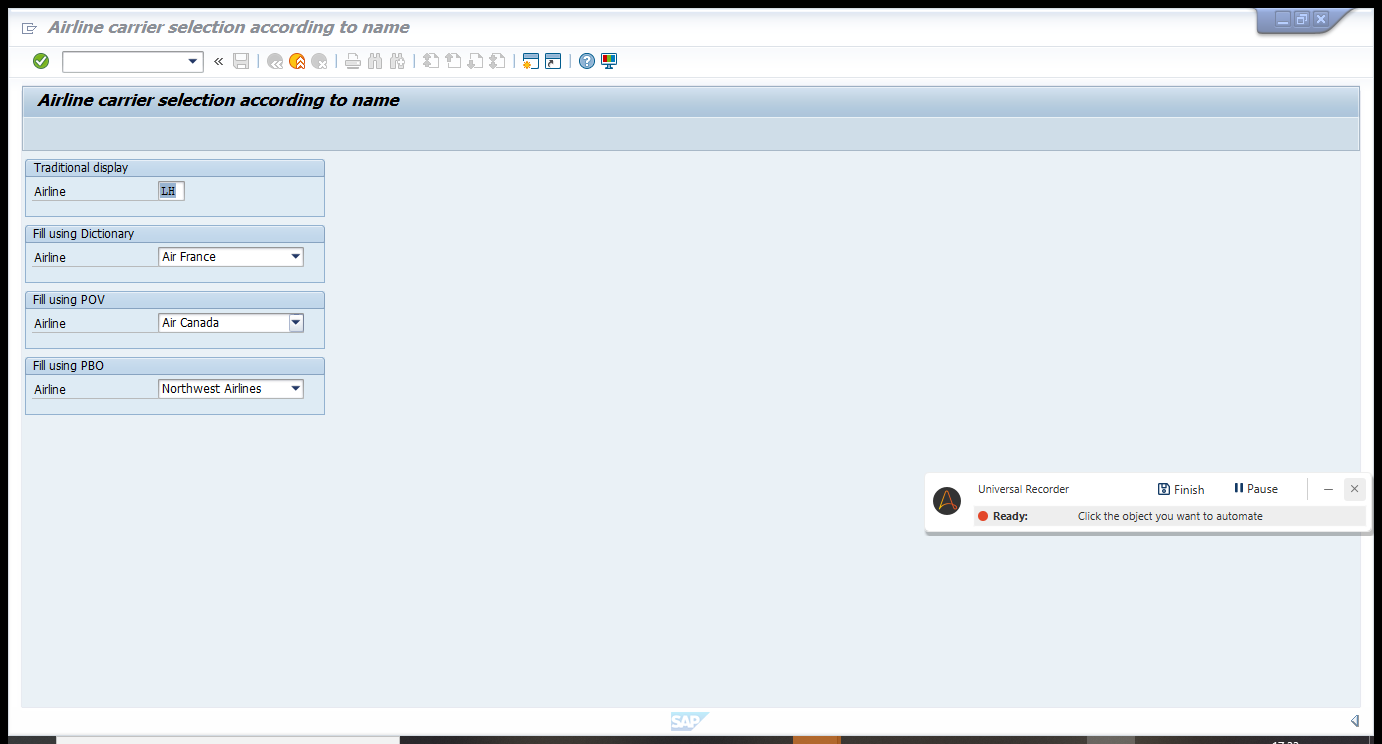 Airline carrier selection according to name
Airline carrier selection according to name
Traditional display
Airline LH
Fill using Dictionary
Airline Air France
Fill using POV
Airline Air Canada
Fill using PBO
Airline Northwest Airlines
Universal Recorder Finish Pause
Ready: Click the object you want to automate
SAP